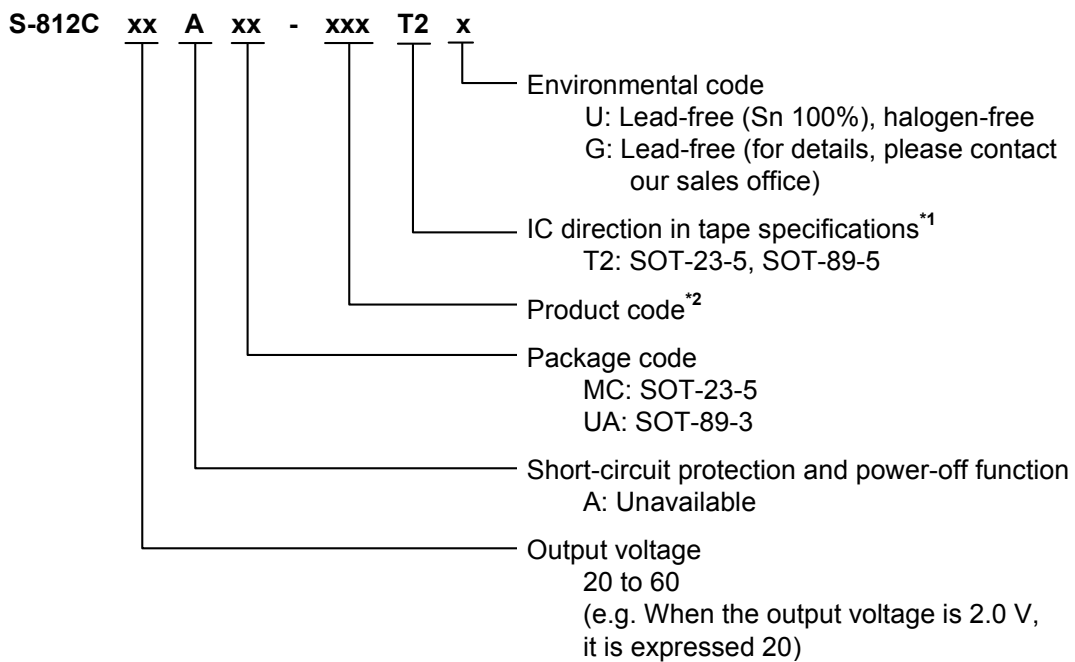 S-812C xx A xx - xxx T2 x
Environmental code
U: Lead-free (Sn 100%), halogen-free
G: Lead-free (for details, please contact
our sales office)
IC direction in tape specifications*1
T2: SOT-23-5, SOT-89-5
Product code*2
Package code
MC: SOT-23-5
UA: SOT-89-3
Short-circuit protection and power-off function
A: Unavailable
Output voltage
20 to 60
(e.g. When the output voltage is 2.0 V,
it is expressed 20)